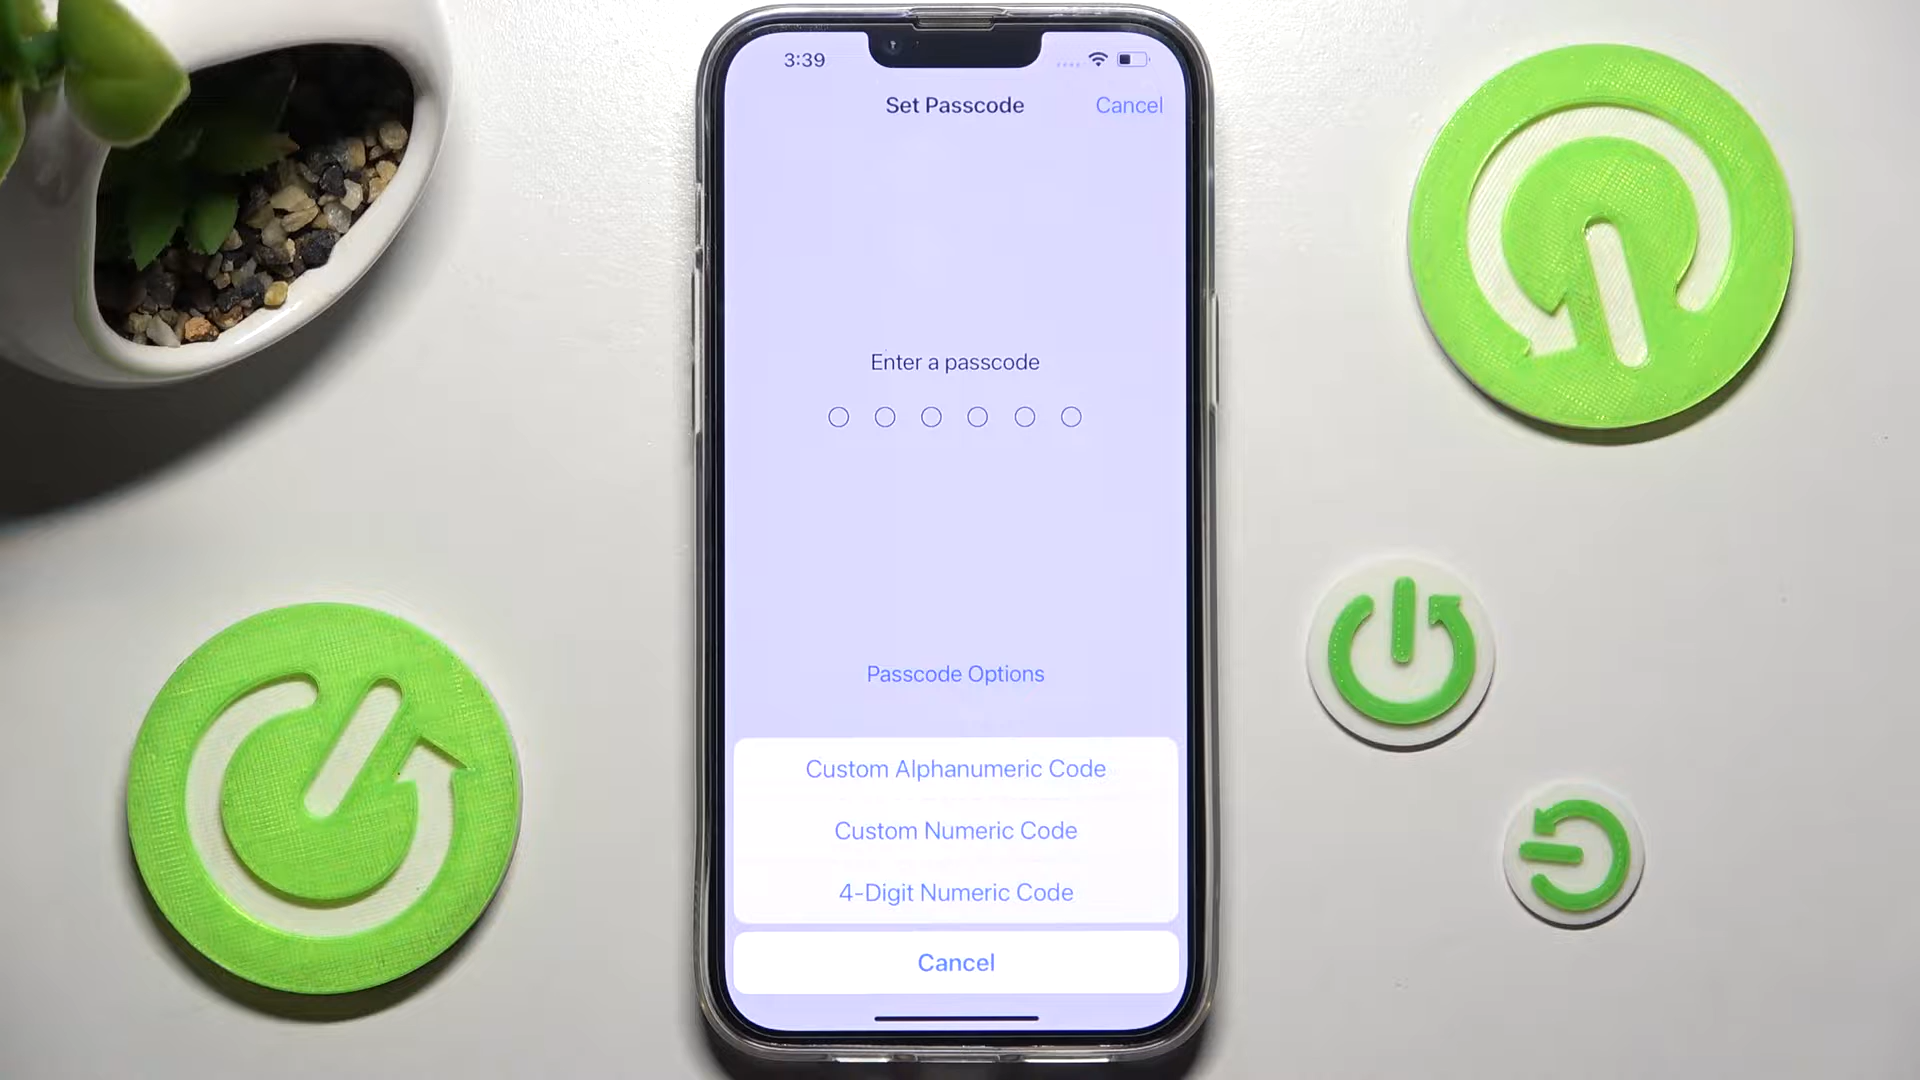 3:39
Set Passcode
Cancel
Enter a passcode
Passcode Options
Custom Alphanumeric Code
Custom Numeric Code
4-Digit Numeric Code
Cancel